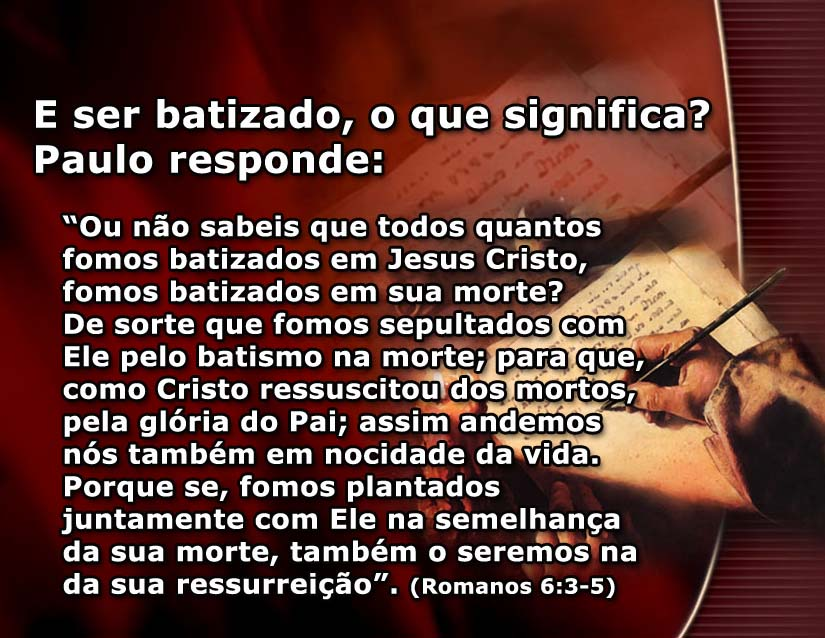 E ser batizado, o que significa?
Paulo responde:
“Ou não sabeis que todos quantos
fomos batizados em Jesus Cristo,
fomos batizados em sua morte?
De sorte que fomos sepultados com
Ele pelo batismo na morte; para que,
como Cristo ressuscitou dos mortos,
pela glória do Pai; assim andemos
nós também em nocidade da vida.
Porque se, fomos plantados
juntamente com Ele na semelhança
da sua morte, também o seremos na
da sua ressurreição”. (Romanos 6:3-5)